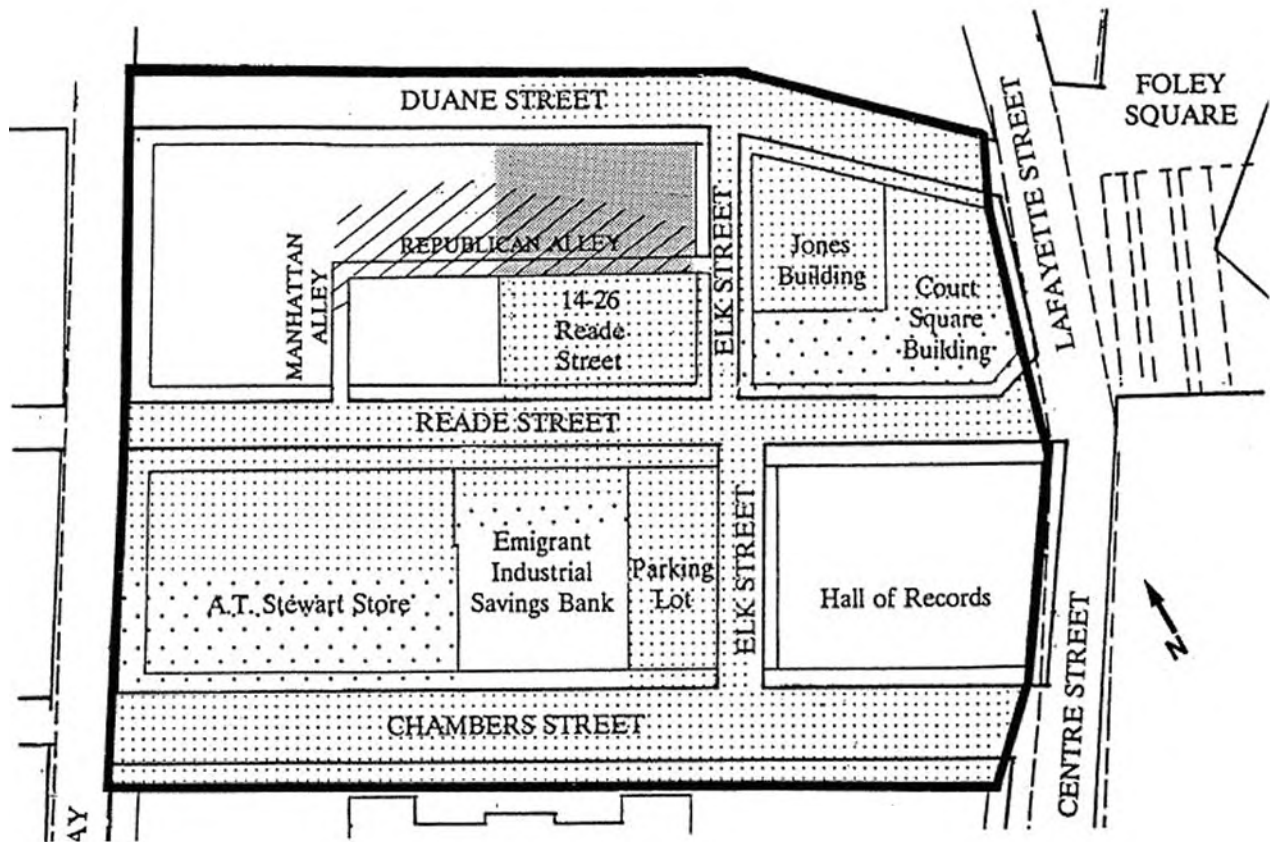 DUANE STREET
FOLEY
SQUARE
LAFAYETTE STREET
MANHATTAN
ALLEY
REPUBLICAN ALLEY
ELK STREET
Jones
Building
14-26
Reade
Street
Court
Square
Building
READE STREET
A.T. Stewart Store
Emigrant
Industrial
Savings Bank
Parking
Lot
ELK STREET
Hall of Records
N
CHAMBERS STREET
CENTRE STREET
AY